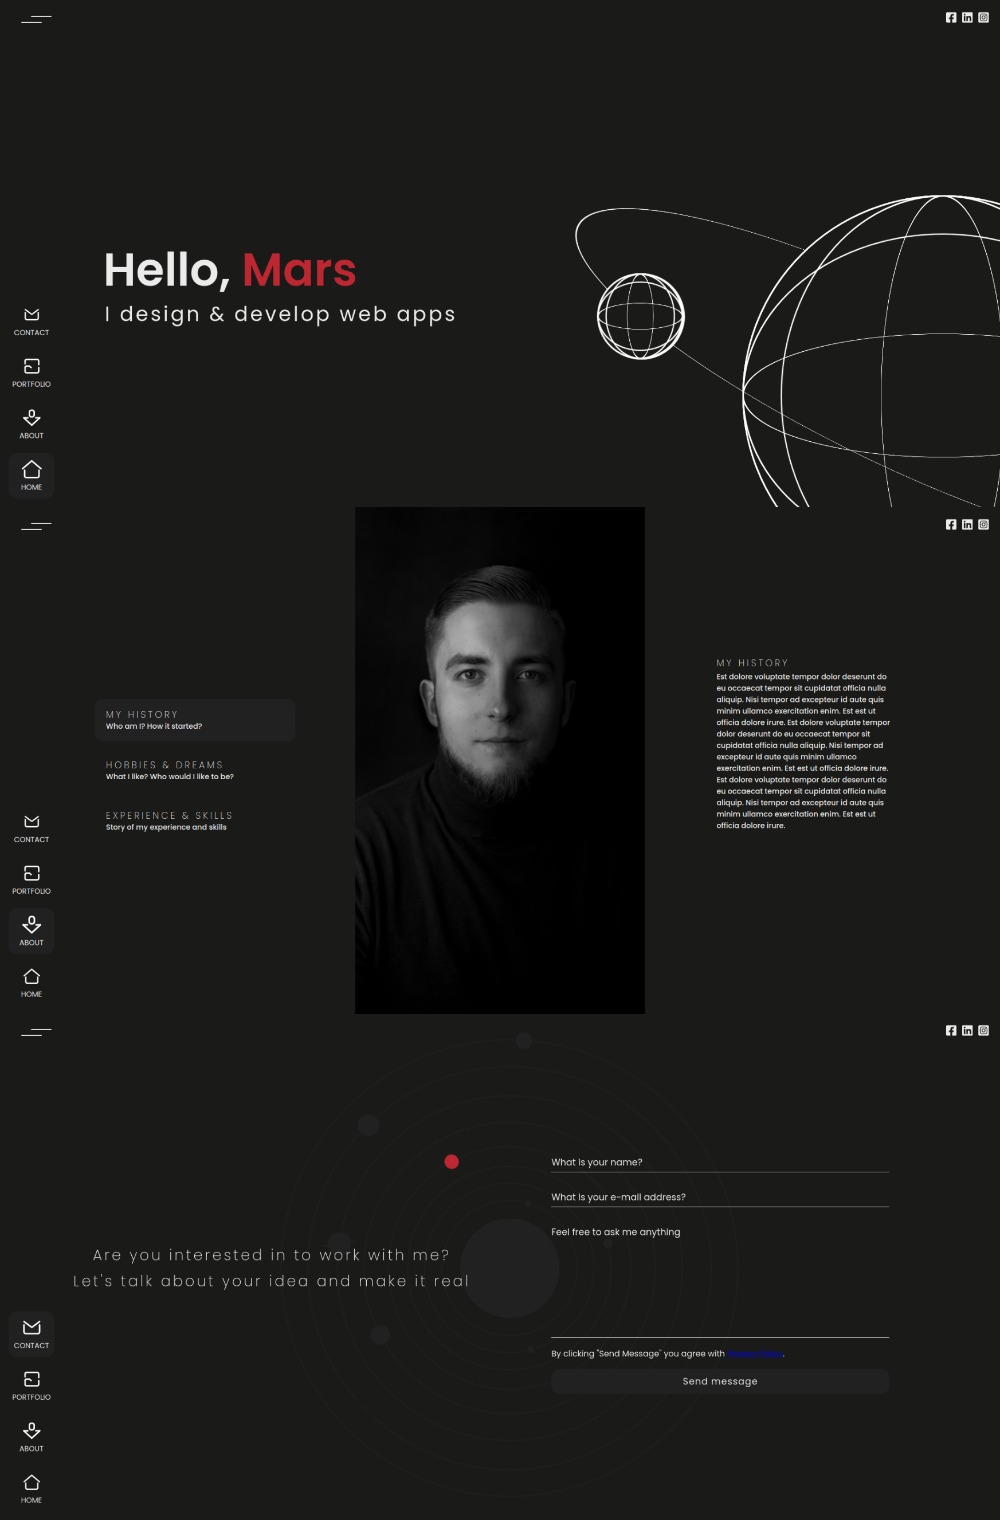 Hello, Mars
I design & develop web apps
CONTACT
PORTFOLIO
ABOUT
HOME
MY HISTORY
Who am I? How it started?
HOBBIES & DREAMS
What I like? Who would I like to be?
EXPERIENCE & SKILLS
Story of my experience and skills
MY HISTORY
Est dolore voluptate tempor dolor deserunt do
eu occaecat tempor sit cupidatat officia nulla
aliquip. Nisi tempor ad excepteur id aute quis
minim ullamco exercitation enim. Est est ut
officia dolore irure. Est dolore voluptate tempor
dolor deserunt do eu occaecat tempor sit
cupidatat officia nulla aliquip. Nisi tempor ad
excepteur id aute quis minim ullamco
exercitation enim. Est est ut officia dolore irure.
Est dolore voluptate tempor dolor deserunt do
eu occaecat tempor sit cupidatat officia nulla
aliquip. Nisi tempor ad excepteur id aute quis
minim ullamco exercitation enim. Est est ut
officia dolore irure.
CONTACT
PORTFOLIO
ABOUT
HOME
Are you interested in to work with me?
Let's talk about your idea and make it real
What is your name?
What is your e-mail address?
Feel free to ask me anything
By clicking "Send Message" you agree with
Send message
CONTACT
PORTFOLIO
ABOUT
HOME